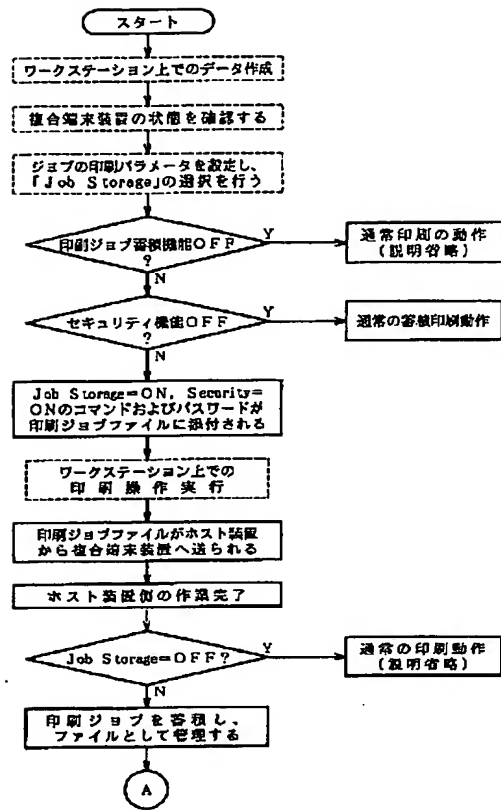 スタート
ワークステーション上でのデータ作成
複合端末装置の状態を確認する
ジョブの印刷パラメータを設定し、
「Job Storage」の選択を行う
印刷ジョブ蓄積機能OFF
?
Y
通常印刷の動作
(説明省略)
N
セキュリティ機能OFF
?
Y
通常の蓄積印刷動作
N
Job Storage=ON, Security=
ONのコマンドおよびパスワードが
印刷ジョブファイルに添付される
ワークステーション上での
印刷操作実行
印刷ジョブファイルがホスト装置
から複合端末装置へ送られる
ホスト装置側の作業完了
Job Storage=OFF?
Y
通常の印刷動作
(説明省略)
N
印刷ジョブを蓄積し、
ファイルとして管理する
A